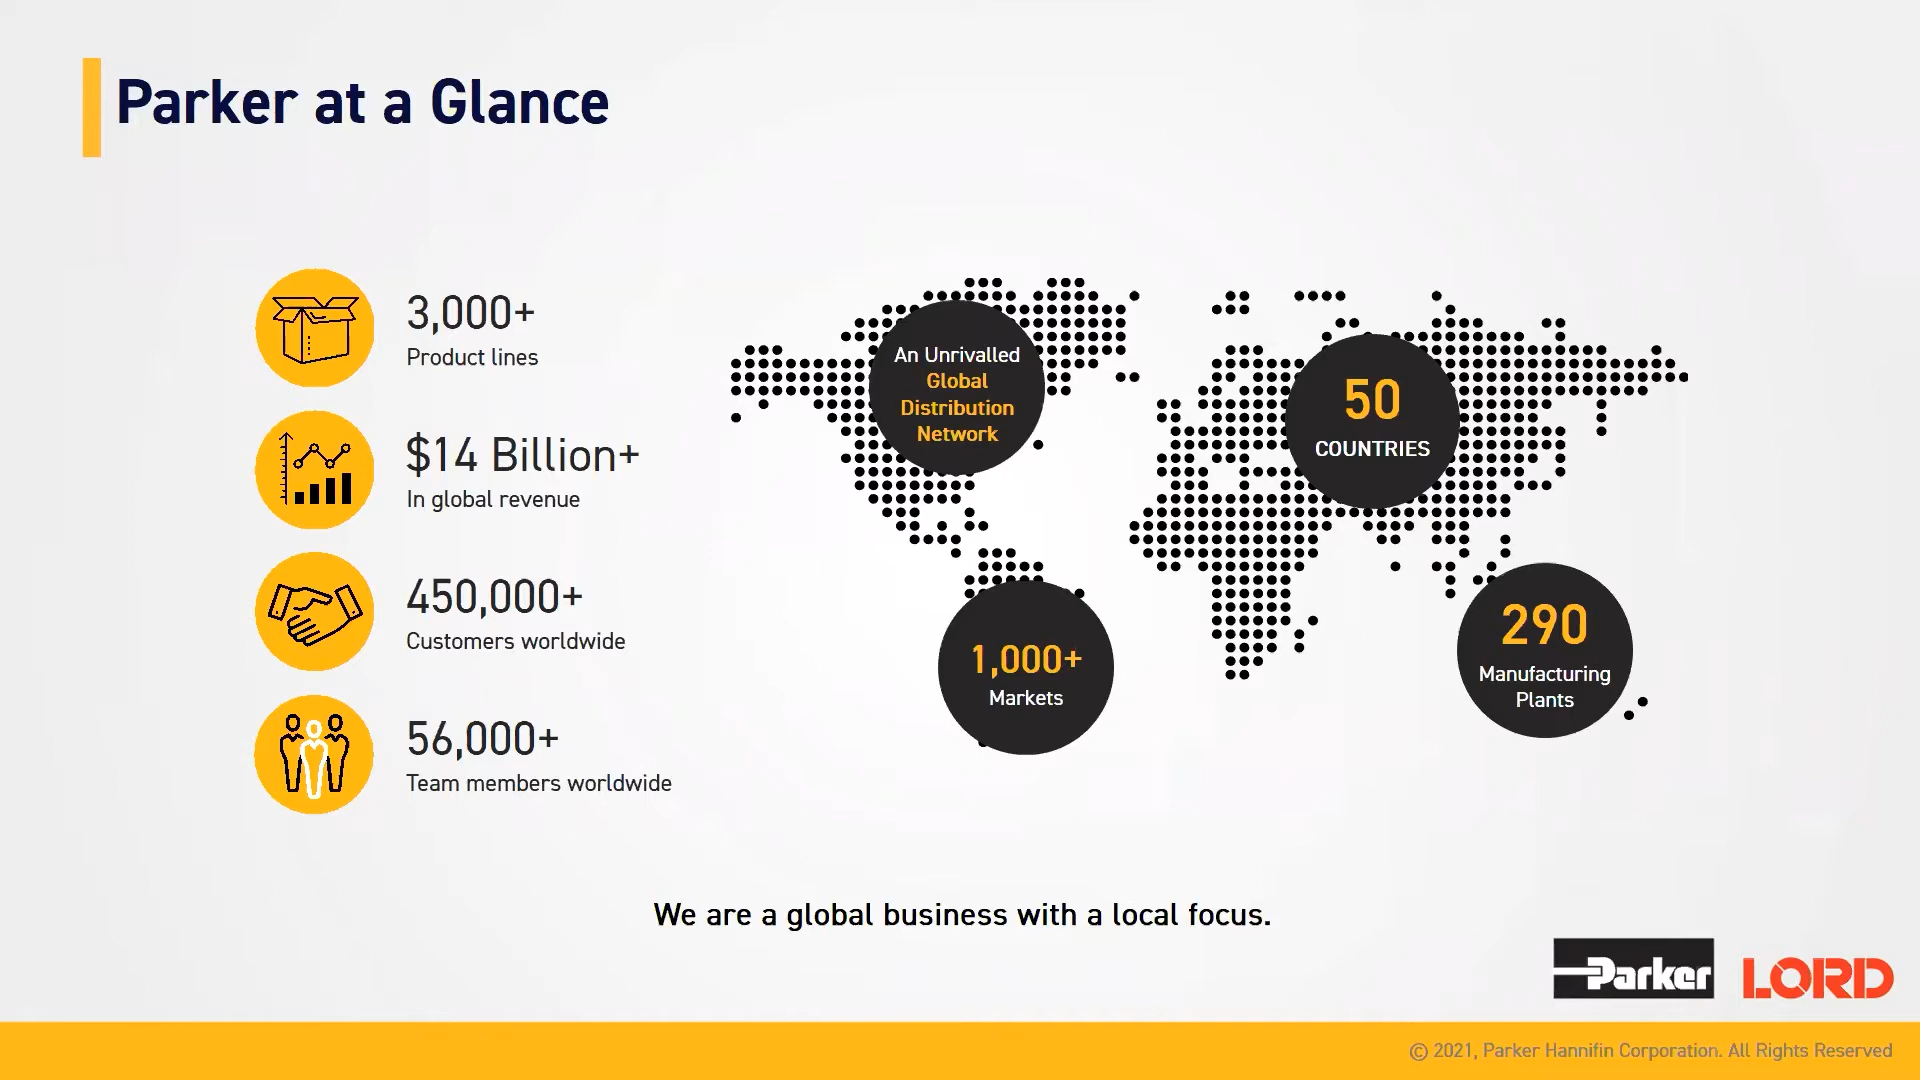 Parker at a Glance
3,000+
Product lines
$14 Billion+
In global revenue
450,000+
Customers worldwide
56,000+
Team members worldwide
An Unrivalled
Global
Distribution
Network
50
COUNTRIES
1,000+
Markets
290
Manufacturing
Plants
We are a global business with a local focus.
Parker
LORD
© 2021, Parker Hannifin Corporation. All Rights Reserved